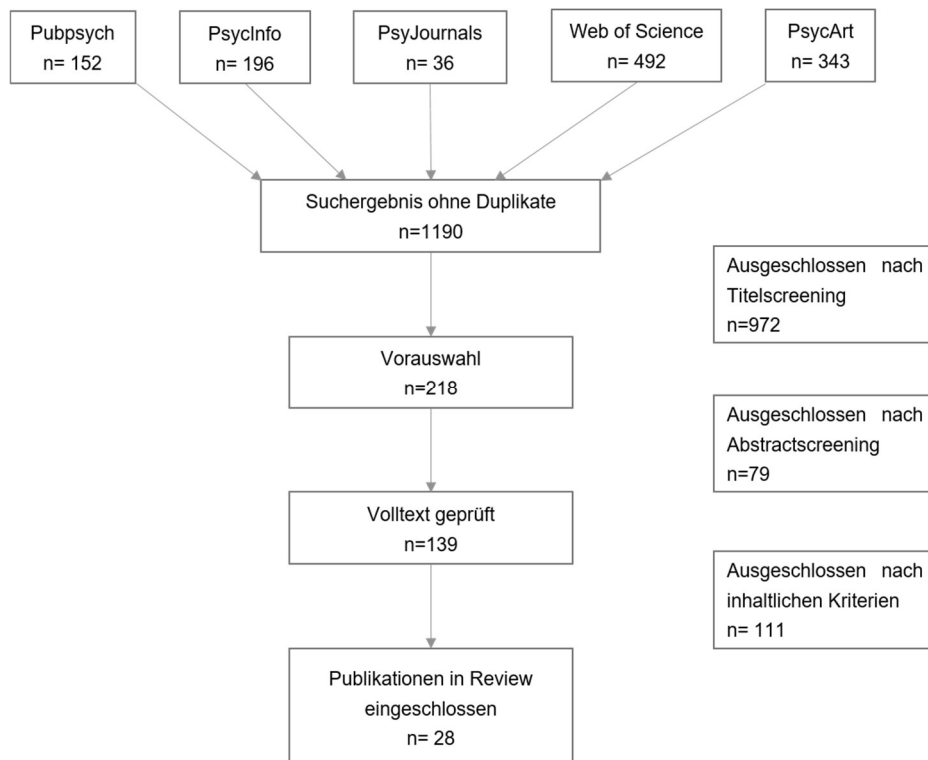 Pubpsych
n= 152
PsycInfo
n= 196
PsyJournals
n= 36
Web of Science
n= 492
PsycArt
n= 343
Suchergebnis ohne Duplikate
n=1190
Ausgeschlossen nach
Titelscreening
n=972
Vorauswahl
n=218
Ausgeschlossen nach
Abstractscreening
n=79
Volltext geprüft
n=139
Ausgeschlossen nach
inhaltlichen Kriterien
n= 111
Publikationen in Review
eingeschlossen
n= 28